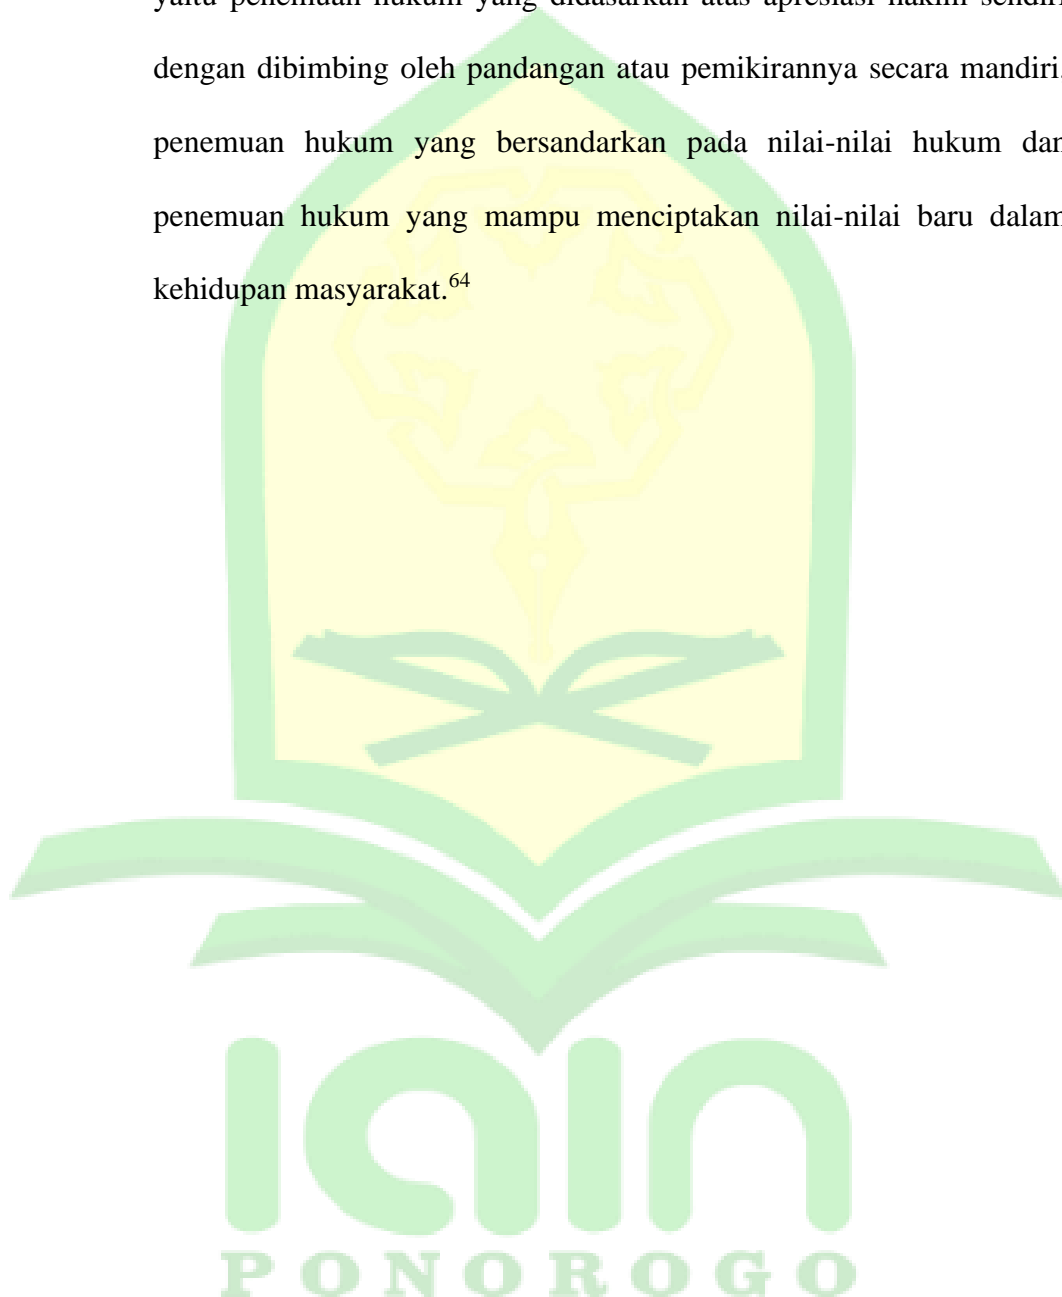 yaitu penemuan hukum yang didasarkan atas apresiasi hakim sendiri
dengan dibimbing oleh pandangan atau pemikirannya secara mandiri.
penemuan hukum yang bersandarkan pada nilai-nilai hukum dan
penemuan hukum yang mampu menciptakan nilai-nilai baru dalam
kehidupan masyarakat.64
iain
PONOROGO